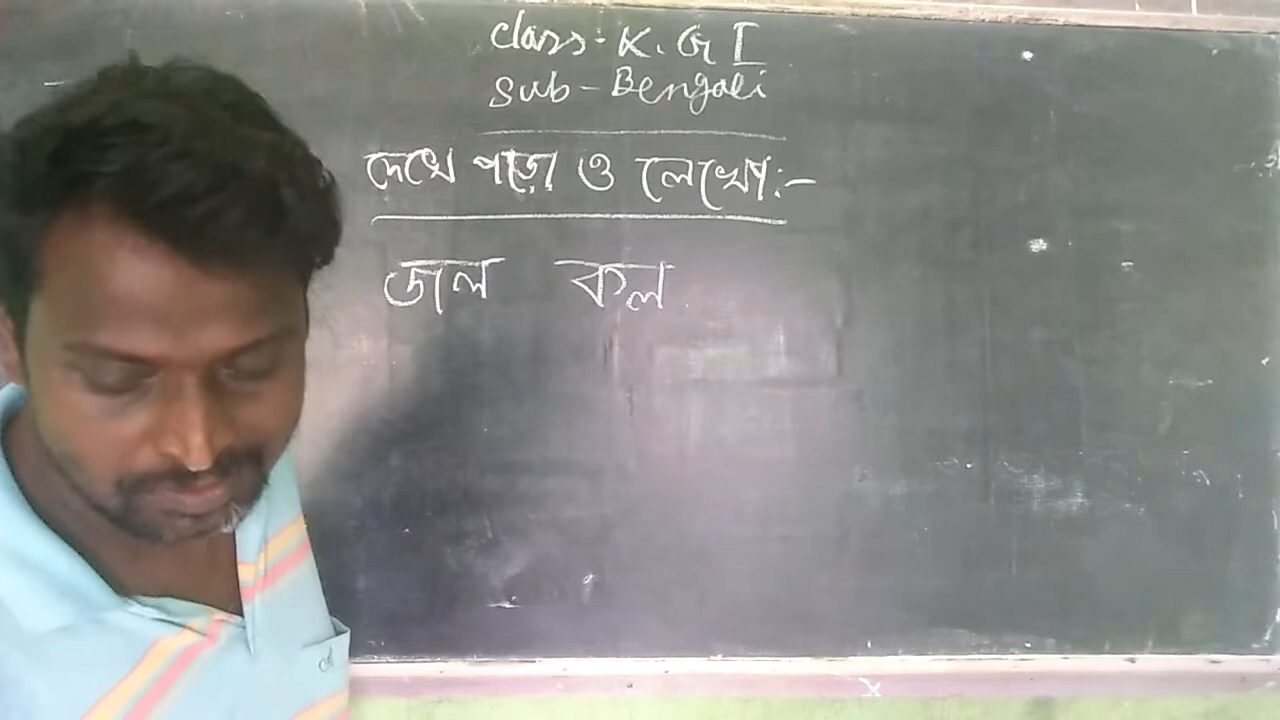 class- K. G I
sub - Bengali
দেখে পড়ো ও লেখো:-
জল কল